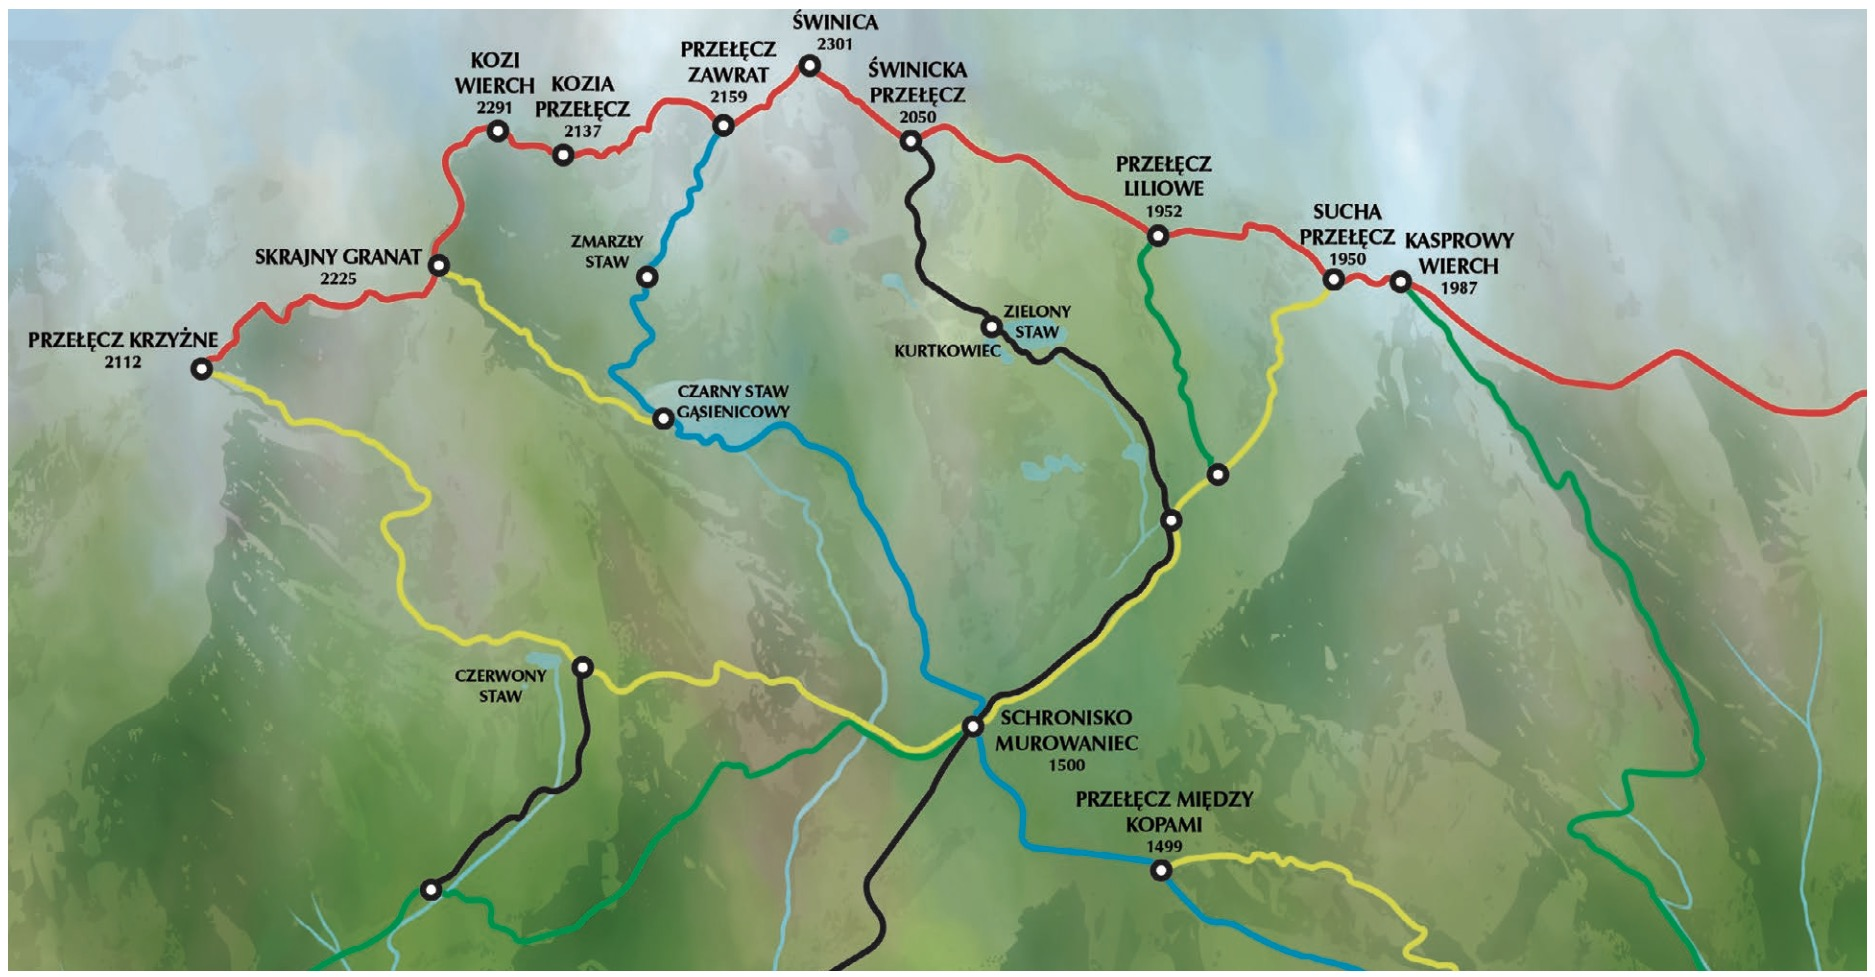 ŚWINICA
2301
KOZI
WIERCH
2291
KOZIA
PRZEŁĘCZ
2137
PRZEŁĘCZ
ZAWRAT
2159
ŚWINICKA
PRZEŁĘCZ
2050
PRZEŁĘCZ
LILIOWE
1952
SUCHA
PRZEŁĘCZ
1950
KASPROWY
WIERCH
1987
SKRAJNY GRANAT
2225
ZMARZŁY
STAW
PRZEŁĘCZ KRZYŻNE
2112
ZIELONY
STAW
KURTKOWIEC
CZARNY STAW
GĄSIENICOWY
CZERWONY
STAW
SCHRONISKO
MUROWANIEC
1500
PRZEŁĘCZ MIĘDZY
KOPAMI
1499